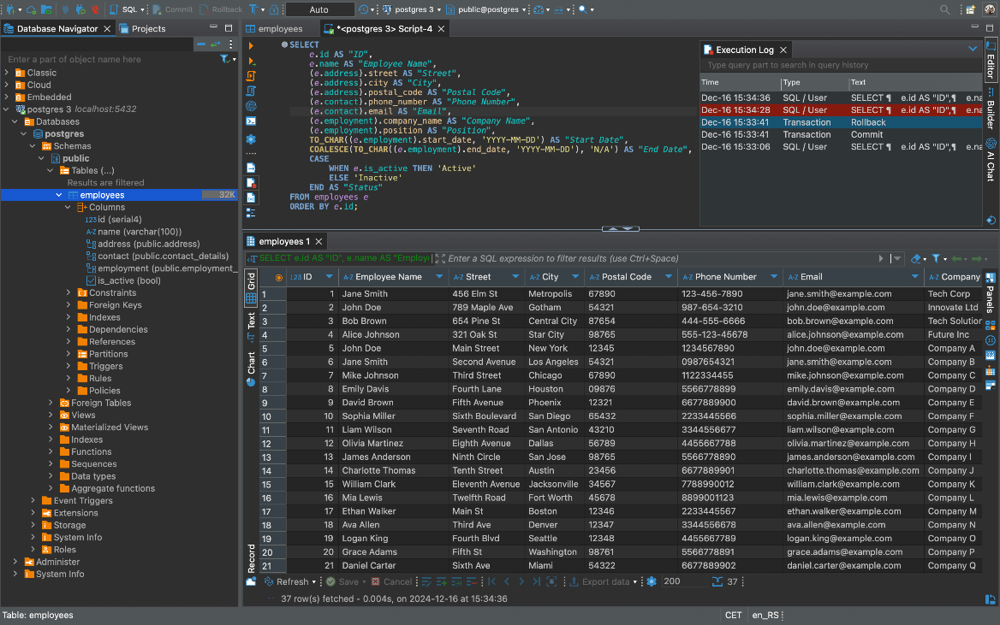 SQL Commit Rollback T Auto postgres 3 public@postgres
Database Navigator Projects
Enter a part of object name here
Classic
Cloud
Embedded
postgres 3 localhost:5432
Databases
postgres
Schemas
public
Tables (...)
Results are filtered
employees 32K
Columns
123 id (serial4)
A-Z name (varchar(100))
address (public.address)
contact (public.contact_details)
employment (public.employment_
is_active (bool)
Constraints
Foreign Keys
Indexes
Dependencies
References
Partitions
Triggers
Rules
Policies
Foreign Tables
Views
Materialized Views
Indexes
Functions
Sequences
Data types
Aggregate functions
Event Triggers
Extensions
Storage
System Info
Roles
Administer
System Info
employees *<postgres 3> Script-4
SELECT
e.id AS "ID",
e.name AS "Employee Name",
(e.address).street AS "Street",
(e.address).city AS "City",
(e.address).postal_code AS "Postal Code",
(e.contact).phone_number AS "Phone Number",
(e.contact).email AS "Email",
(e.employment).company_name AS "Company Name",
(e.employment).position AS "Position",
TO_CHAR((e.employment).start_date, 'YYYY-MM-DD') AS "Start Date",
COALESCE(TO_CHAR((e.employment).end_date, 'YYYY-MM-DD'), 'N/A') AS "End Date",
CASE
WHEN e.is_active THEN 'Active'
ELSE 'Inactive'
END AS "Status"
FROM employees e
ORDER BY e.id;
Execution Log
Type query part to search in query history
Time Type Text
Dec-16 15:34:36 SQL / User SELECT ¶ e.id AS "ID",¶ e.na
Dec-16 15:34:28 SQL / User SELECT ¶ e.id AS "ID",¶ e.na
Dec-16 15:33:41 Transaction Rollback
Dec-16 15:33:41 Transaction Commit
Dec-16 15:33:06 SQL / User SELECT ¶ e.id AS "ID",¶ e.na
Editor
Builder
AI Chat
employees 1
SELECT e.id AS "ID", e.name AS "Employ Enter a SQL expression to filter results (use Ctrl+Space)
Grid
Text
Chart
Record
Panels
123 ID A-Z Employee Name A-Z Street A-Z City A-Z Postal Code A-Z Phone Number A-Z Email A-Z Company
1 1 Jane Smith 456 Elm St Metropolis 67890 123-456-7890 jane.smith@example.com Tech Corp
2 2 John Doe 789 Maple Ave Gotham 54321 987-654-3210 john.doe@example.com Innovate Ltd
3 3 Bob Brown 654 Pine St Central City 87654 444-555-6666 bob.brown@example.com Tech Solution
4 4 Alice Johnson 321 Oak St Star City 98765 555-123-45678 alice.johnson@example.com Future Inc
5 5 John Doe Main Street New York 12345 1234567890 john.doe@example.com Company A
6 6 Jane Smith Second Avenue Los Angeles 54321 0987654321 jane.smith@example.com Company B
7 7 Mike Johnson Third Street Chicago 67890 1122334455 mike.johnson@example.com Company C
8 8 Emily Davis Fourth Lane Houston 09876 5566778899 emily.davis@example.com Company D
9 9 David Brown Fifth Avenue Phoenix 12321 6677889900 david.brown@example.com Company E
10 10 Sophia Miller Sixth Boulevard San Diego 65432 2233445566 sophia.miller@example.com Company F
11 11 Liam Wilson Seventh Road San Antonio 43210 3344556677 liam.wilson@example.com Company G
12 12 Olivia Martinez Eighth Avenue Dallas 56789 4455667788 olivia.martinez@example.com Company H
13 13 James Anderson Ninth Circle San Jose 98765 5566778890 james.anderson@example.com Company I
14 14 Charlotte Thomas Tenth Street Austin 23456 6677889901 charlotte.thomas@example.com Company J
15 15 William Clark Eleventh Avenue Jacksonville 34567 7788990012 william.clark@example.com Company K
16 16 Mia Lewis Twelfth Road Fort Worth 45678 8899001123 mia.lewis@example.com Company L
17 17 Ethan Walker Main St Boston 12346 2233445567 ethan.walker@example.com Company M
18 18 Ava Allen Third Ave Denver 12347 3344556678 ava.allen@example.com Company N
19 19 Logan King Fourth Blvd Seattle 12348 4455667789 logan.king@example.com Company O
20 20 Grace Adams Fifth St Washington 98761 5566778891 grace.adams@example.com Company P
21 21 Daniel Carter Sixth Ave Miami 54322 6677889902 daniel.carter@example.com Company Q
Refresh Save Cancel Export data 200 37
37 row(s) fetched - 0.004s, on 2024-12-16 at 15:34:36
Table: employees CET en_RS